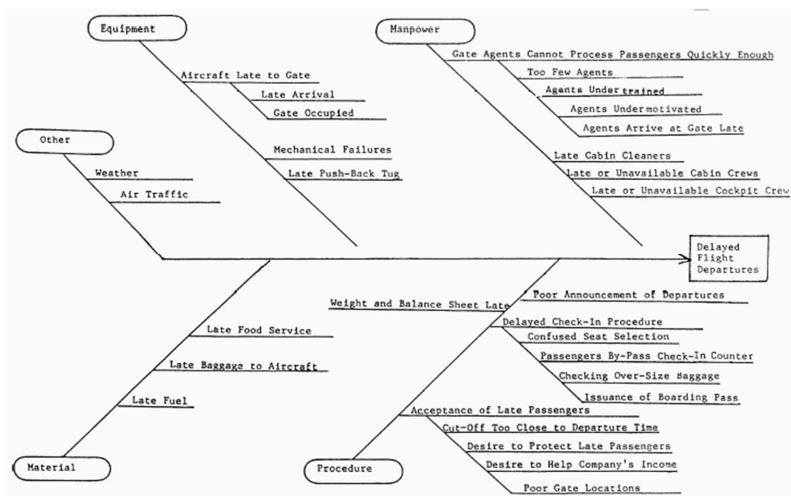 Equipment
Manpower
Gate Agents Cannot Process Passengers Quickly Enough
Aircraft Late to Gate
Too Few Agents
Late Arrival
Agents Undertrained
Gate Occupied
Agents Undermotivated
Agents Arrive at Gate Late
Other
Mechanical Failures
Late Cabin Cleaners
Weather
Late Push-Back Tug
Late or Unavailable Cabin Crews
Air Traffic
Late or Unavailable Cockpit Crew
Delayed
Flight
Departures
Poor Announcement of Departures
Weight and Balance Sheet Late
Delayed Check-In Procedure
Late Food Service
Confused Seat Selection
Passengers By-Pass Check-In Counter
Late Baggage to Aircraft
Checking Over-Size Baggage
Late Fuel
Issuance of Boarding Pass
Acceptance of Late Passengers
Cut-Off Too Close to Departure Time
Desire to Protect Late Passengers
Material
Procedure
Desire to Help Company's Income
Poor Gate Locations